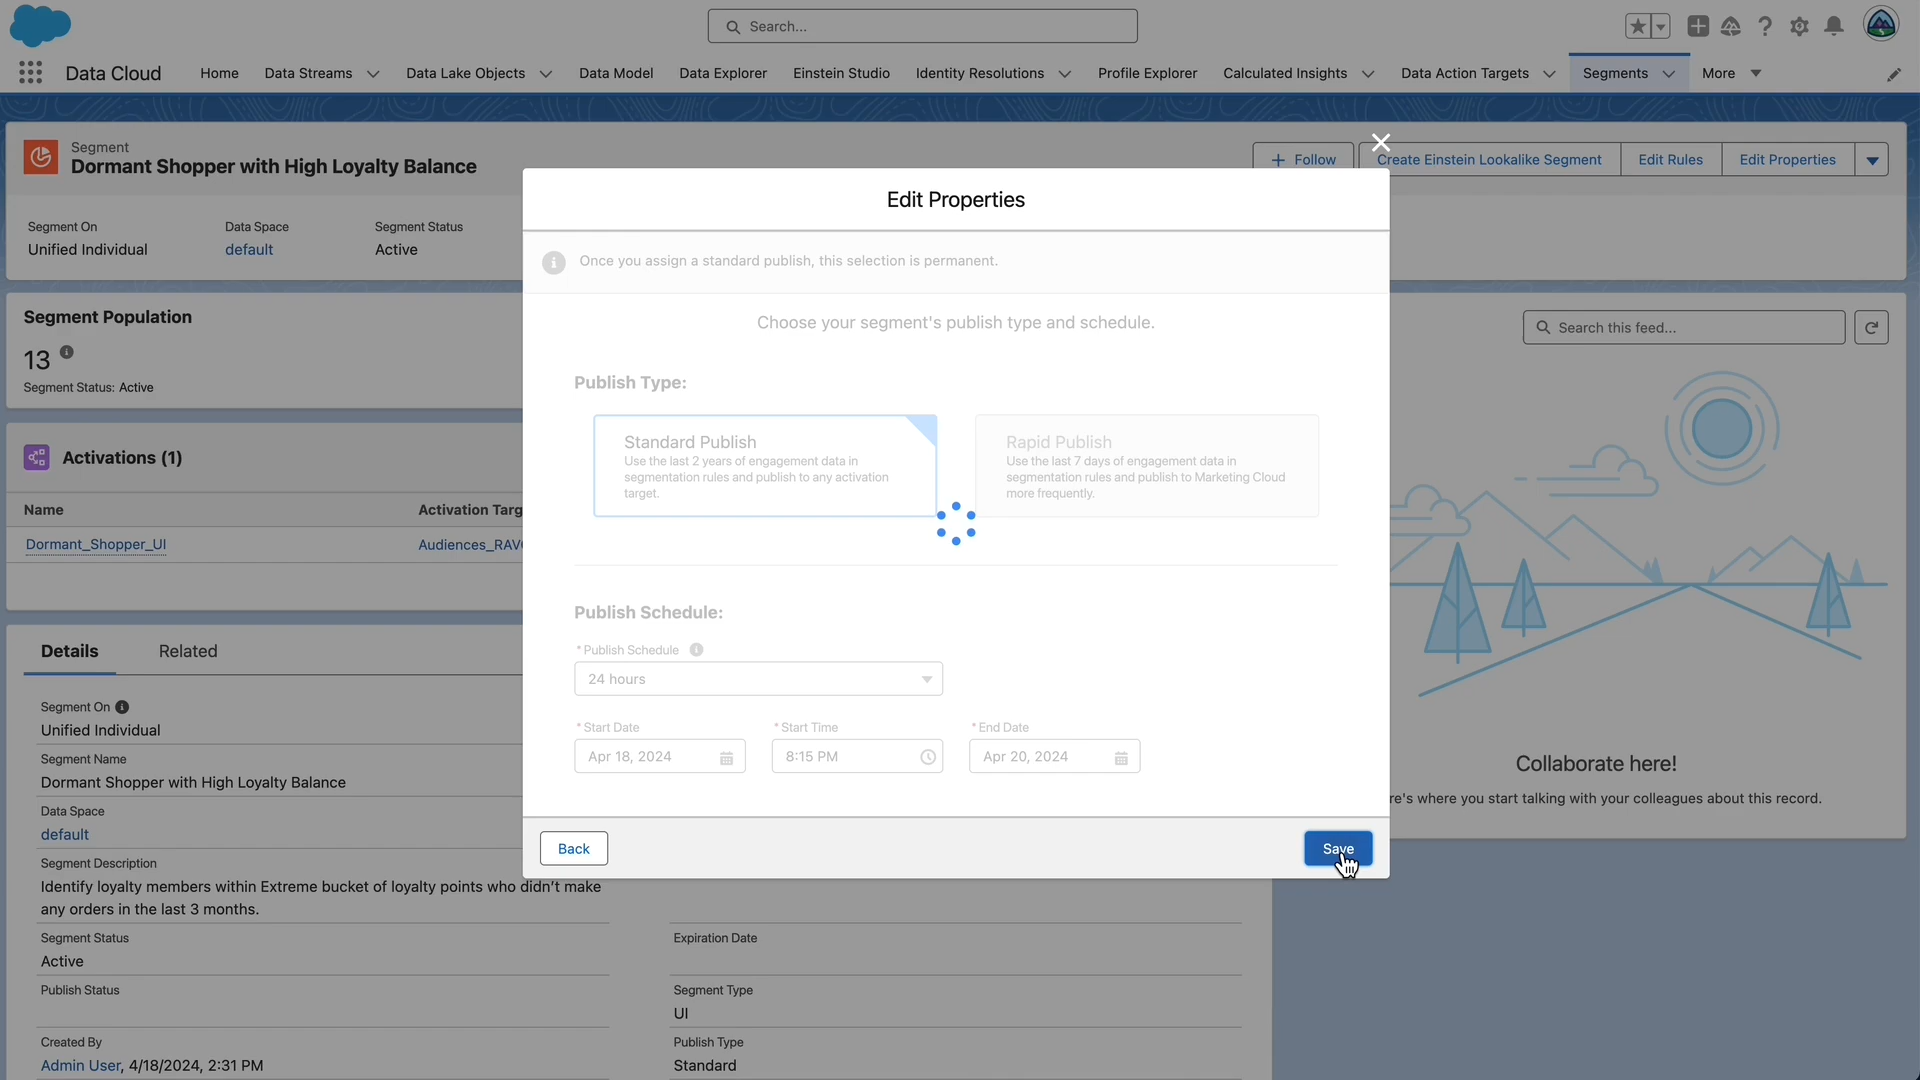 Search...
Data Cloud
Home
Data Streams
Data Lake Objects
Data Model
Data Explorer
Einstein Studio
Identity Resolutions
Profile Explorer
Calculated Insights
Data Action Targets
Segments
More
Segment
Dormant Shopper with High Loyalty Balance
Follow
Create Einstein Lookalike Segment
Edit Rules
Edit Properties
Segment On
Unified Individual
Data Space
default
Segment Status
Active
Edit Properties
Once you assign a standard publish, this selection is permanent.
Choose your segment's publish type and schedule.
Publish Type:
Standard Publish
Use the last 2 years of engagement data in
segmentation rules and publish to any activation
target.
Rapid Publish
Use the last 7 days of engagement data in
segmentation rules and publish to Marketing Cloud
more frequently.
Publish Schedule:
* Publish Schedule
24 hours
* Start Date
Apr 18, 2024
* Start Time
8:15 PM
* End Date
Apr 20, 2024
Back
Save
Segment Population
13
Segment Status: Active
Activations (1)
Name
Activation Targ
Dormant_Shopper_UI
Audiences_RAV
Search this feed...
Collaborate here!
re's where you start talking with your colleagues about this record.
Details
Related
Segment On
Unified Individual
Segment Name
Dormant Shopper with High Loyalty Balance
Data Space
default
Segment Description
Identify loyalty members within Extreme bucket of loyalty points who didn't make
any orders in the last 3 months.
Segment Status
Active
Expiration Date
Publish Status
Segment Type
UI
Created By
Admin User, 4/18/2024, 2:31 PM
Publish Type
Standard